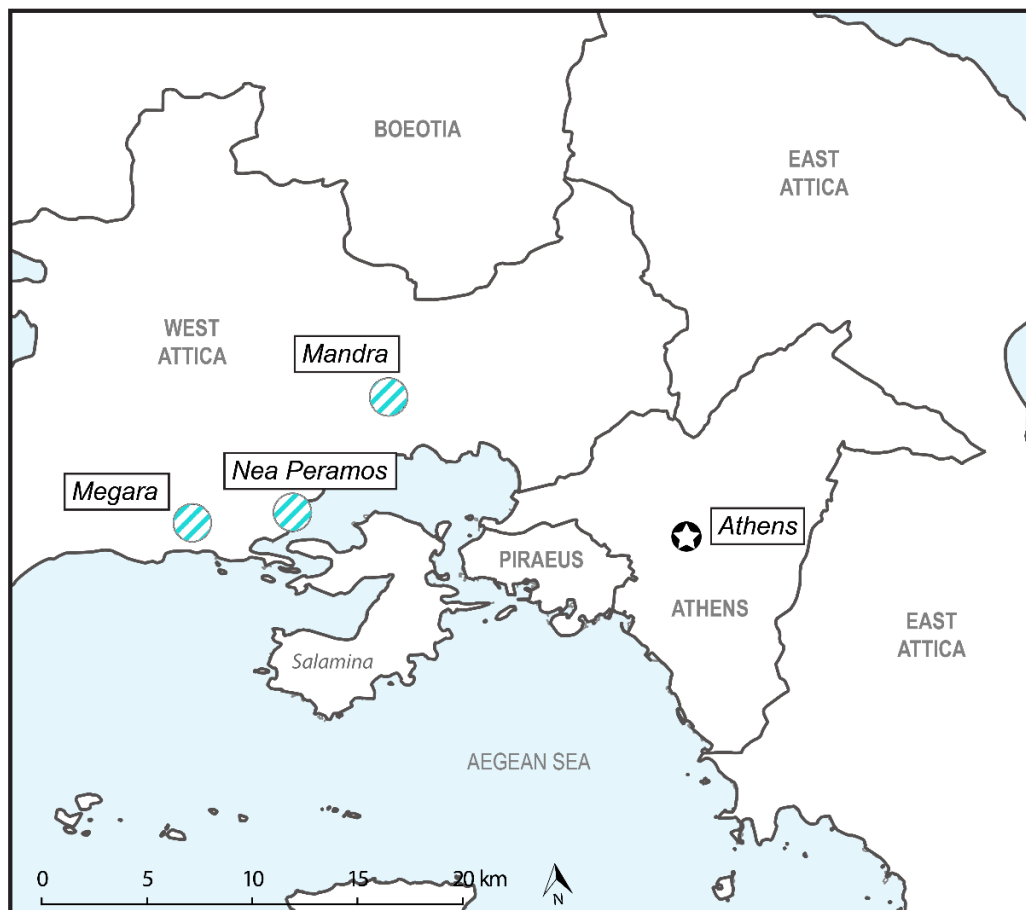 BOEOTIA
EAST
ATTICA
WEST
ATTICA
Mandra
Nea Peramos
Megara
Athens
PIRAEUS
ATHENS
EAST
ATTICA
Salamina
AEGEAN SEA
0 5 10 20 km
N